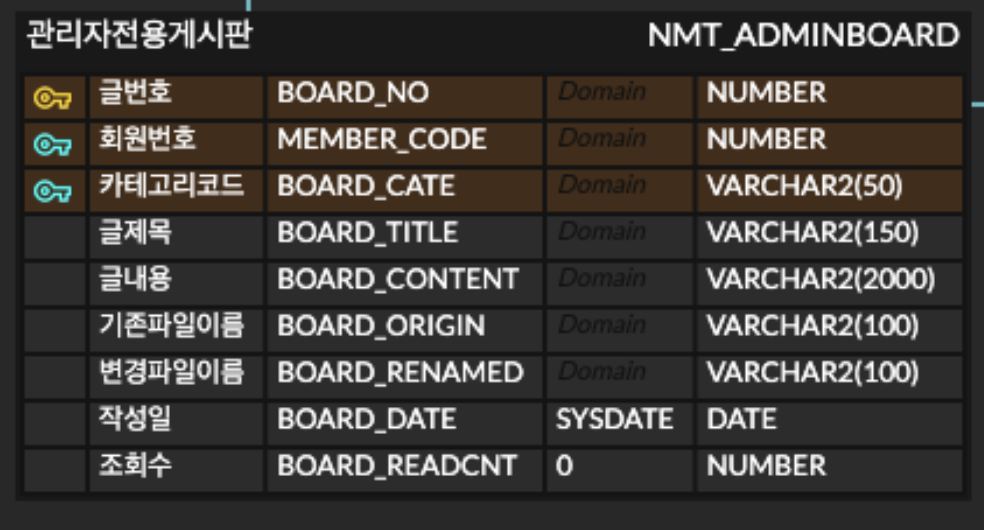 관리자전용게시판 NMT_ADMINBOARD
글번호 BOARD_NO Domain NUMBER
회원번호 MEMBER_CODE Domain NUMBER
카테고리코드 BOARD_CATE Domain VARCHAR2(50)
글제목 BOARD_TITLE Domain VARCHAR2(150)
글내용 BOARD_CONTENT Domain VARCHAR2(2000)
기존파일이름 BOARD_ORIGIN Domain VARCHAR2(100)
변경파일이름 BOARD_RENAMED Domain VARCHAR2(100)
작성일 BOARD_DATE SYSDATE DATE
조회수 BOARD_READCNT 0 NUMBER